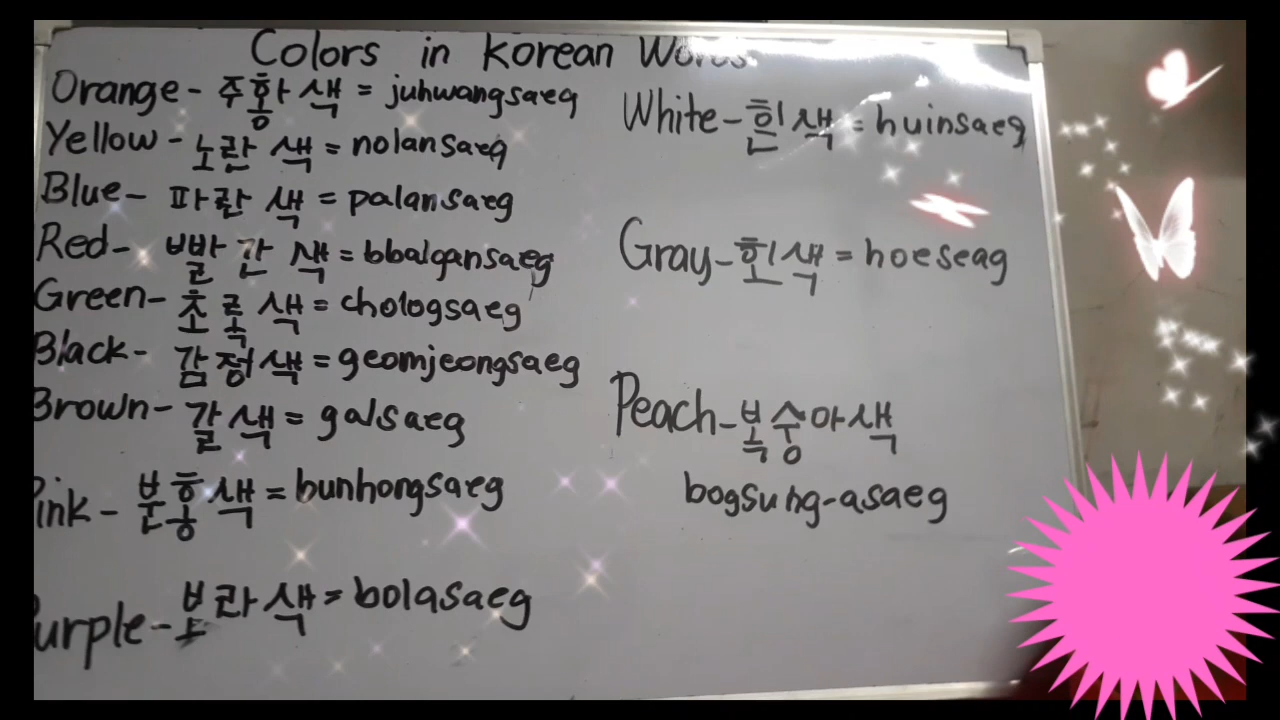 Colors in Korean Words
Orange- 주황색 = juhwangsaeg
Yellow - 노란 색 = nolansaeg
Blue- 파란 색 = palansaeg
Red- 빨간 색 = bbalgansaeg
Green- 초록 색 = chologsaeg
Black- 감정색 = geomjeongsaeg
Brown- 갈색 = galsaeg
Pink - 분홍색 = bunhongsaeg
Purple- 보라색 = bolasaeg
White- 흰색 = huinsaeg
Gray- 회색 = hoeseag
Peach- 복숭아색
bogsung-asaeg